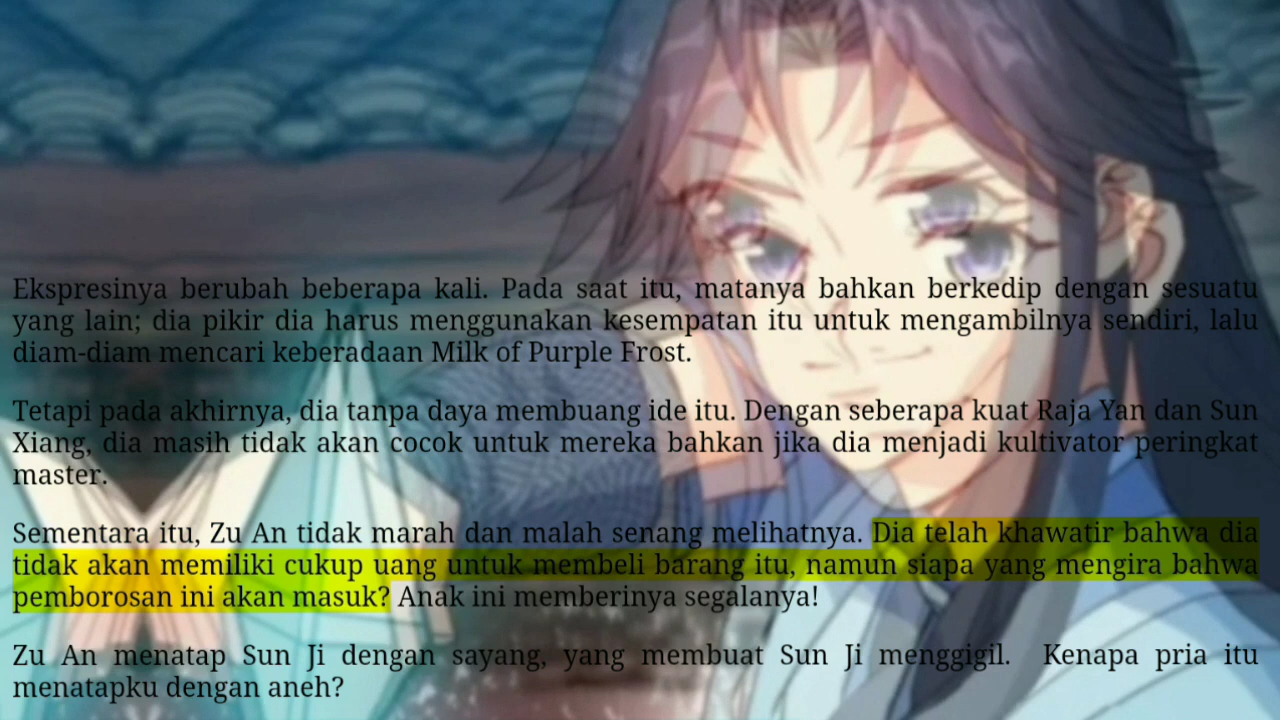 Ekspresinya berubah beberapa kali. Pada saat itu, matanya bahkan berkedip dengan sesuatu
yang lain; dia pikir dia harus menggunakan kesempatan itu untuk mengambilnya sendiri, lalu
diam-diam mencari keberadaan Milk of Purple Frost.
Tetapi pada akhirnya, dia tanpa daya membuang ide itu. Dengan seberapa kuat Raja Yan dan Sun
Xiang, dia masih tidak akan cocok untuk mereka bahkan jika dia menjadi kultivator peringkat
master.
Sementara itu, Zu An tidak marah dan malah senang melihatnya. Dia telah khawatir bahwa dia
tidak akan memiliki cukup uang untuk membeli barang itu, namun siapa yang mengira bahwa
pemborosan ini akan masuk? Anak ini memberinya segalanya!
Zu An menatap Sun Ji dengan sayang, yang membuat Sun Ji menggigil. Kenapa pria itu
menatapku dengan aneh?